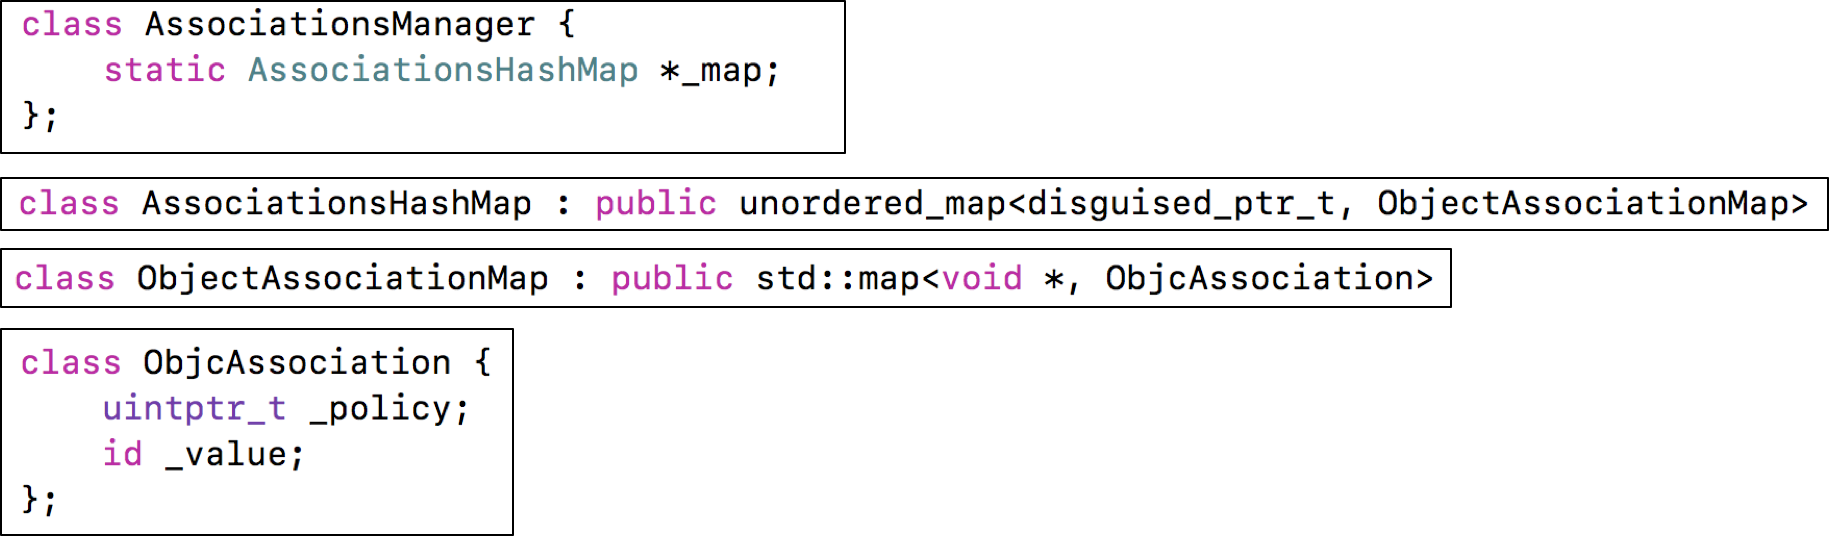 class AssociationsManager {
    static AssociationsHashMap *_map;
};
class AssociationsHashMap : public unordered_map<disguised_ptr_t, ObjectAssociationMap>
class ObjectAssociationMap : public std::map<void *, ObjcAssociation>
class ObjcAssociation {
    uintptr_t _policy;
    id _value;
};